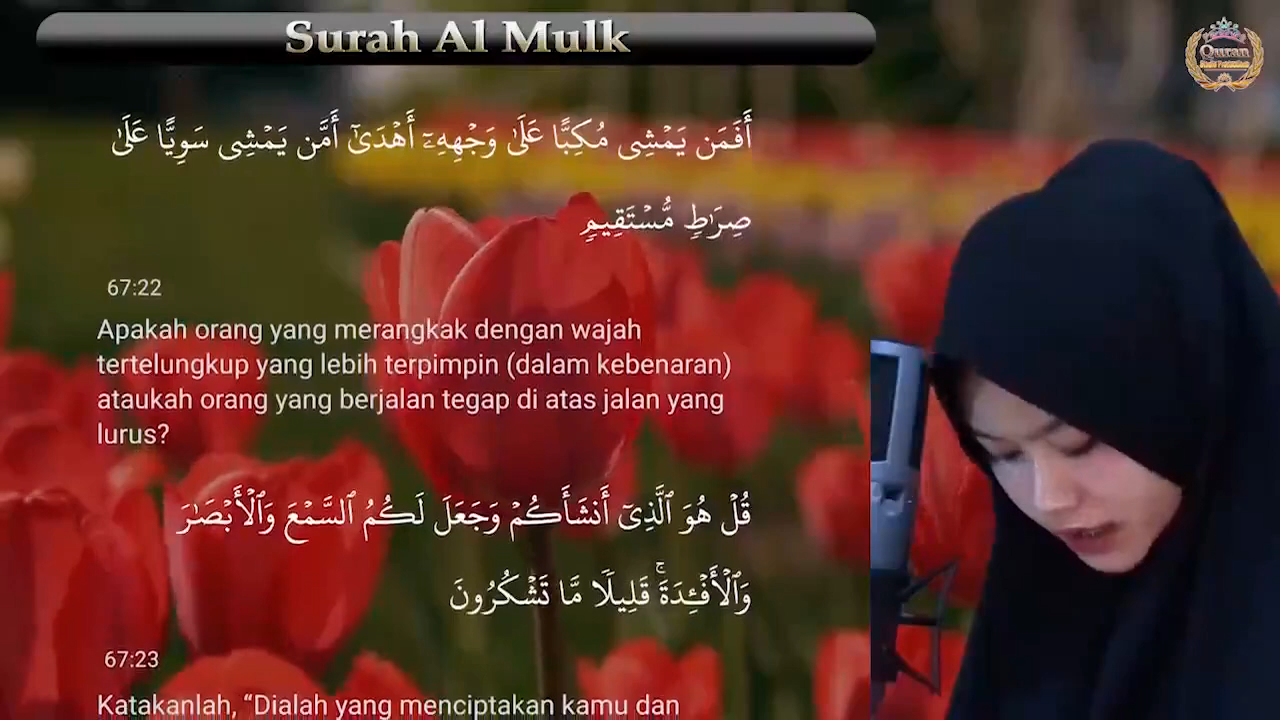 Surah Al Mulk
Quran
أَفَمَن يَمْشِى مُكِبًّا عَلَىٰ وَجْهِهِۦٓ أَهْدَىٰٓ أَمَّن يَمْشِى سَوِيًّا عَلَىٰ
صِرَٰطٍ مُّسْتَقِيمٍ
67:22
Apakah orang yang merangkak dengan wajah
tertelungkup yang lebih terpimpin (dalam kebenaran)
ataukah orang yang berjalan tegap di atas jalan yang
lurus?
قُلْ هُوَ ٱلَّذِىٓ أَنشَأَكُمْ وَجَعَلَ لَكُمُ ٱلسَّمْعَ وَٱلْأَبْصَٰرَ
وَٱلْأَفْـِٔدَةَ ۖ قَلِيلًا مَّا تَشْكُرُونَ
67:23
Katakanlah, “Dialah yang menciptakan kamu dan